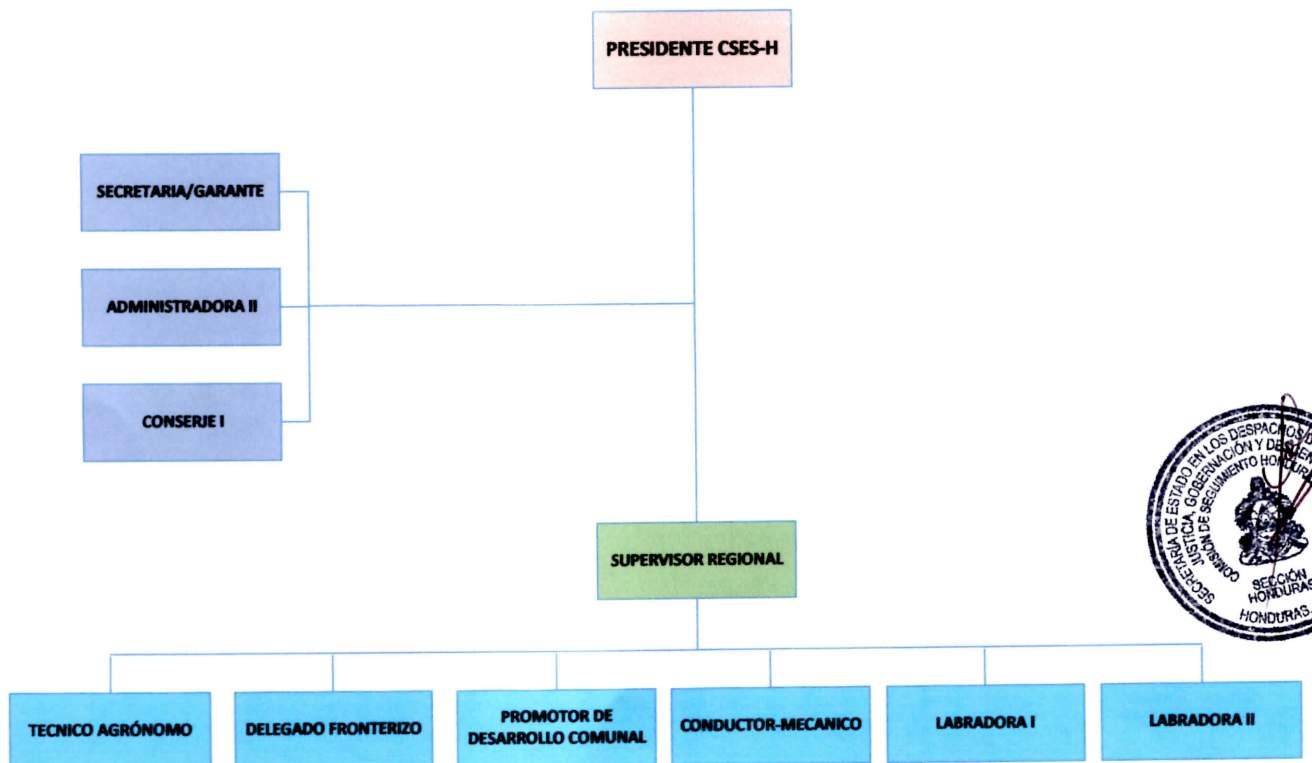 PRESIDENTE CSES-H
SECRETARIA/GARANTE
ADMINISTRADORA II
CONSERJE I
SUPERVISOR REGIONAL
TECNICO AGRÓNOMO
DELEGADO FRONTERIZO
PROMOTOR DE
DESARROLLO COMUNAL
CONDUCTOR-MECANICO
LABRADORA I
LABRADORA II
SECRETARÍA DE ESTADO EN LOS DESPACHOS
JUSTICIA, GOBERNACIÓN Y
COMISIÓN DE SEGUIMIENTO
SECCIÓN
HONDURAS
HONDURAS.